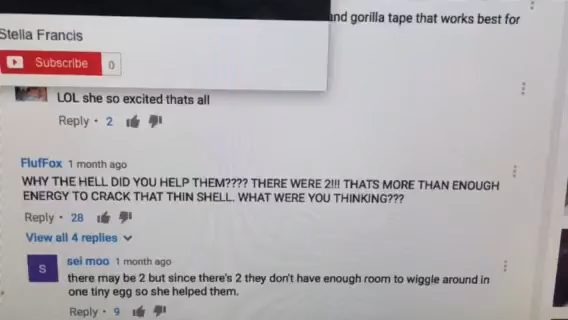 and gorilla tape that works best for
Stella Francis
Subscribe 0
LOL she so excited thats all
Reply • 2
FlufFox 1 month ago
WHY THE HELL DID YOU HELP THEM???? THERE WERE 2!!! THATS MORE THAN ENOUGH
ENERGY TO CRACK THAT THIN SHELL. WHAT WERE YOU THINKING???
Reply • 28
View all 4 replies
S
sei moo 1 month ago
there may be 2 but since there's 2 they don't have enough room to wiggle around in
one tiny egg so she helped them.
Reply • 9